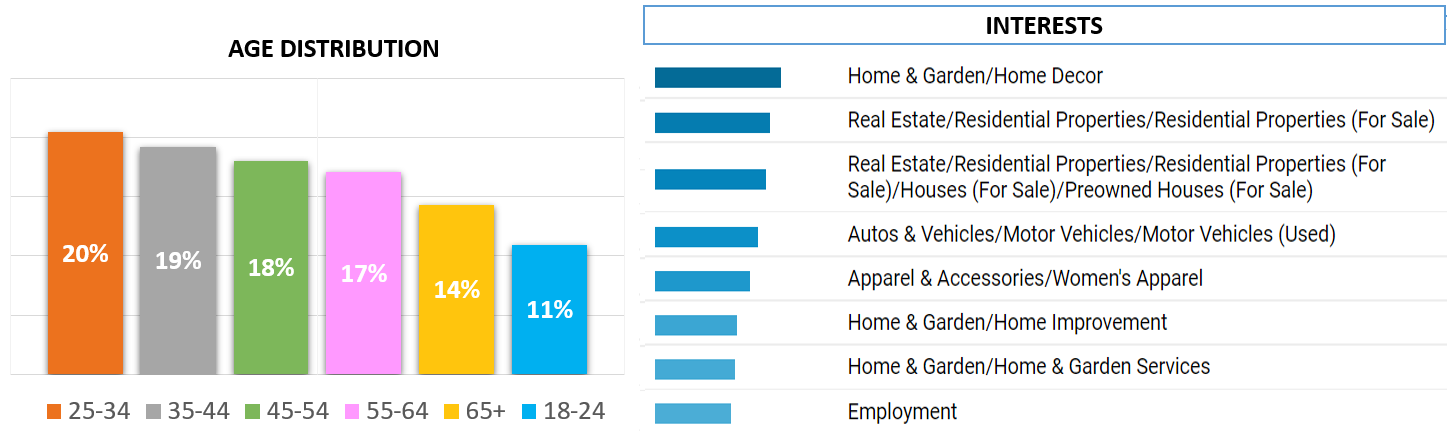 AGE DISTRIBUTION
20%
19%
18%
17%
14%
11%
25-34 35-44 45-54 55-64 65+ 18-24
INTERESTS
Home & Garden/Home Decor
Real Estate/Residential Properties/Residential Properties (For Sale)
Real Estate/Residential Properties/Residential Properties (For
Sale)/Houses (For Sale)/Preowned Houses (For Sale)
Autos & Vehicles/Motor Vehicles/Motor Vehicles (Used)
Apparel & Accessories/Women's Apparel
Home & Garden/Home Improvement
Home & Garden/Home & Garden Services
Employment